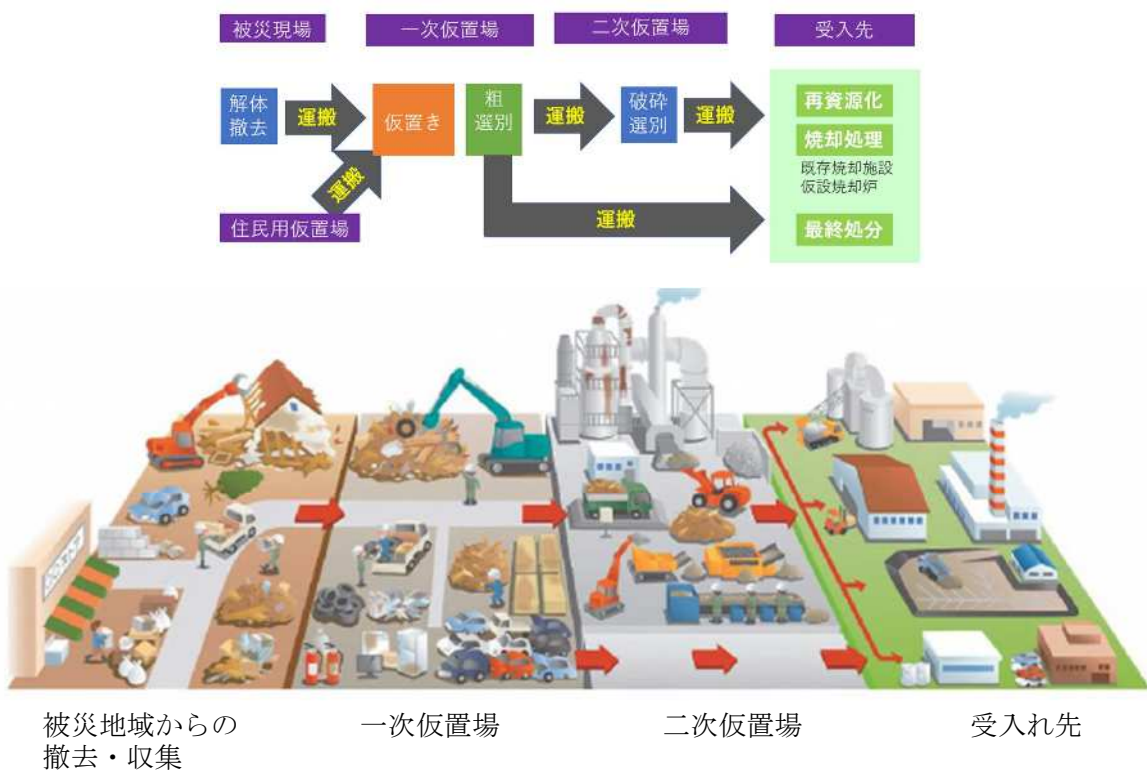 被災現場
一次仮置場
二次仮置場
受入先
解体
撤去
運搬
仮置き
粗
選別
運搬
破砕
選別
運搬
再資源化
焼却処理
既存焼却施設
仮設焼却炉
最終処分
運搬
住民用仮置場
運搬
被災地域からの
撤去・収集
一次仮置場
二次仮置場
受入れ先